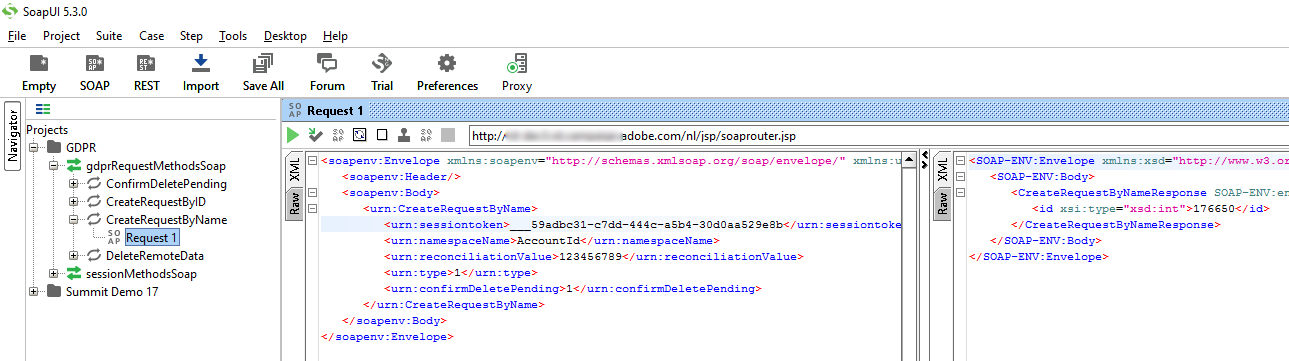 SoapUI 5.3.0
File Project Suite Case Step Tools Desktop Help
Empty SOAP REST Import Save All Forum Trial Preferences Proxy
Navigator
Projects
GDPR
gdprRequestMethodsSoap
ConfirmDeletePending
CreateRequestByID
CreateRequestByName
SO AP Request 1
DeleteRemoteData
sessionMethodsSoap
Summit Demo 17
SO AP Request 1
http:// adobe.com/nl/jsp/soaprouter.jsp
XML
Raw
<soapenv:Envelope xmlns:soapenv="http://schemas.xmlsoap.org/soap/envelope/" xmlns:u
<soapenv:Header/>
<soapenv:Body>
<urn:CreateRequestByName>
<urn:sessiontoken>___59adbc31-c7dd-444c-a5b4-30d0aa529e8b</urn:sessiontoke
<urn:namespaceName>AccountId</urn:namespaceName>
<urn:reconciliationValue>123456789</urn:reconciliationValue>
<urn:type>1</urn:type>
<urn:confirmDeletePending>1</urn:confirmDeletePending>
</urn:CreateRequestByName>
</soapenv:Body>
</soapenv:Envelope>
XML
Raw
<SOAP-ENV:Envelope xmlns:xsd="http://www.w3.or
<SOAP-ENV:Body>
<CreateRequestByNameResponse SOAP-ENV:en
<id xsi:type="xsd:int">176650</id>
</CreateRequestByNameResponse>
</SOAP-ENV:Body>
</SOAP-ENV:Envelope>